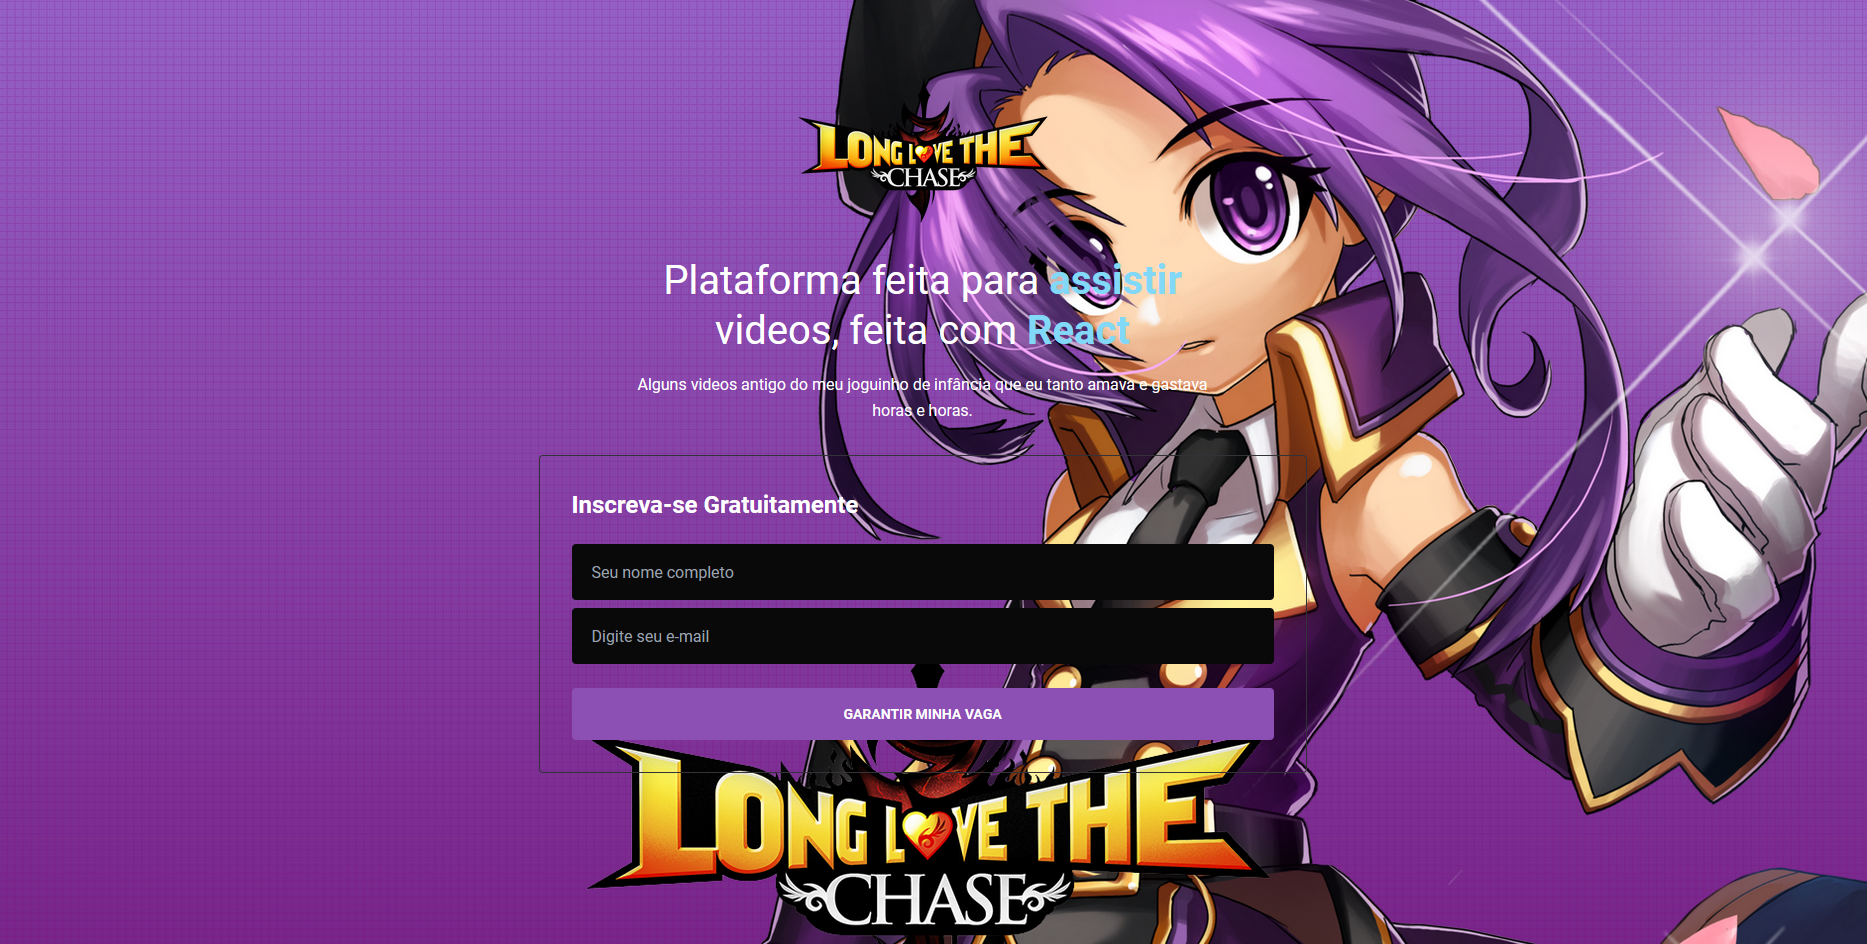 LONG LOVE THE
CHASE
Plataforma feita para assistir
videos, feita com React
Alguns videos antigo do meu joguinho de infância que eu tanto amava e gastava
horas e horas.
Inscreva-se Gratuitamente
Seu nome completo
Digite seu e-mail
GARANTIR MINHA VAGA
LONG LOVE THE
CHASE